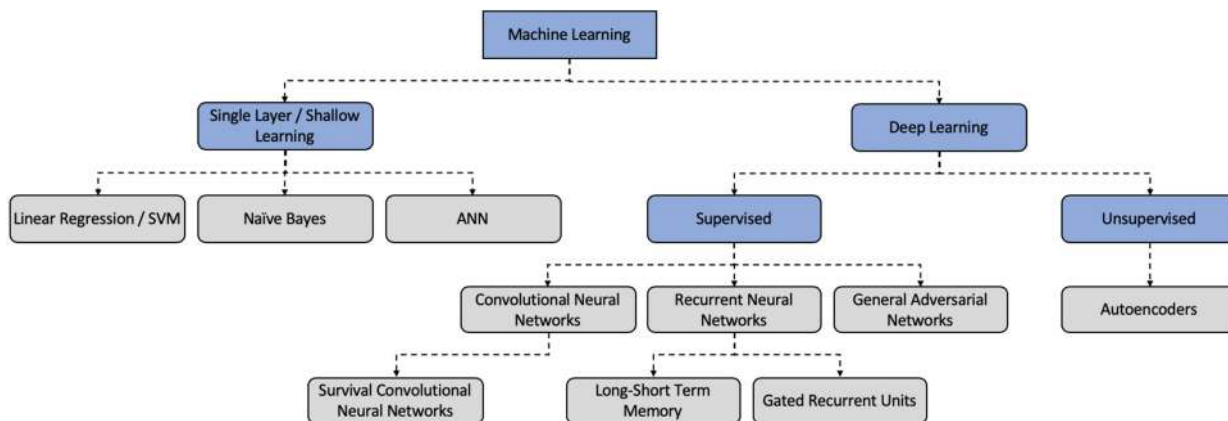 Machine Learning
Single Layer / Shallow
Learning
Deep Learning
Linear Regression / SVM
Naïve Bayes
ANN
Supervised
Unsupervised
Convolutional Neural
Networks
Recurrent Neural
Networks
General Adversarial
Networks
Autoencoders
Survival Convolutional
Neural Networks
Long-Short Term
Memory
Gated Recurrent Units